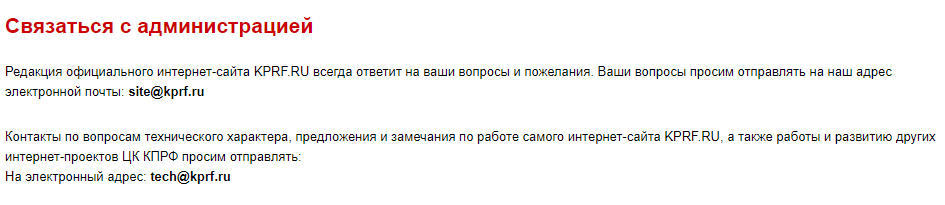 Связаться с администрацией
Редакция официального интернет-сайта KPRF.RU всегда ответит на ваши вопросы и пожелания. Ваши вопросы просим отправлять на наш адрес
электронной почты: site@kprf.ru
Контакты по вопросам технического характера, предложения и замечания по работе самого интернет-сайта KPRF.RU, а также работы и развитию других
интернет-проектов ЦК КПРФ просим отправлять:
На электронный адрес: tech@kprf.ru